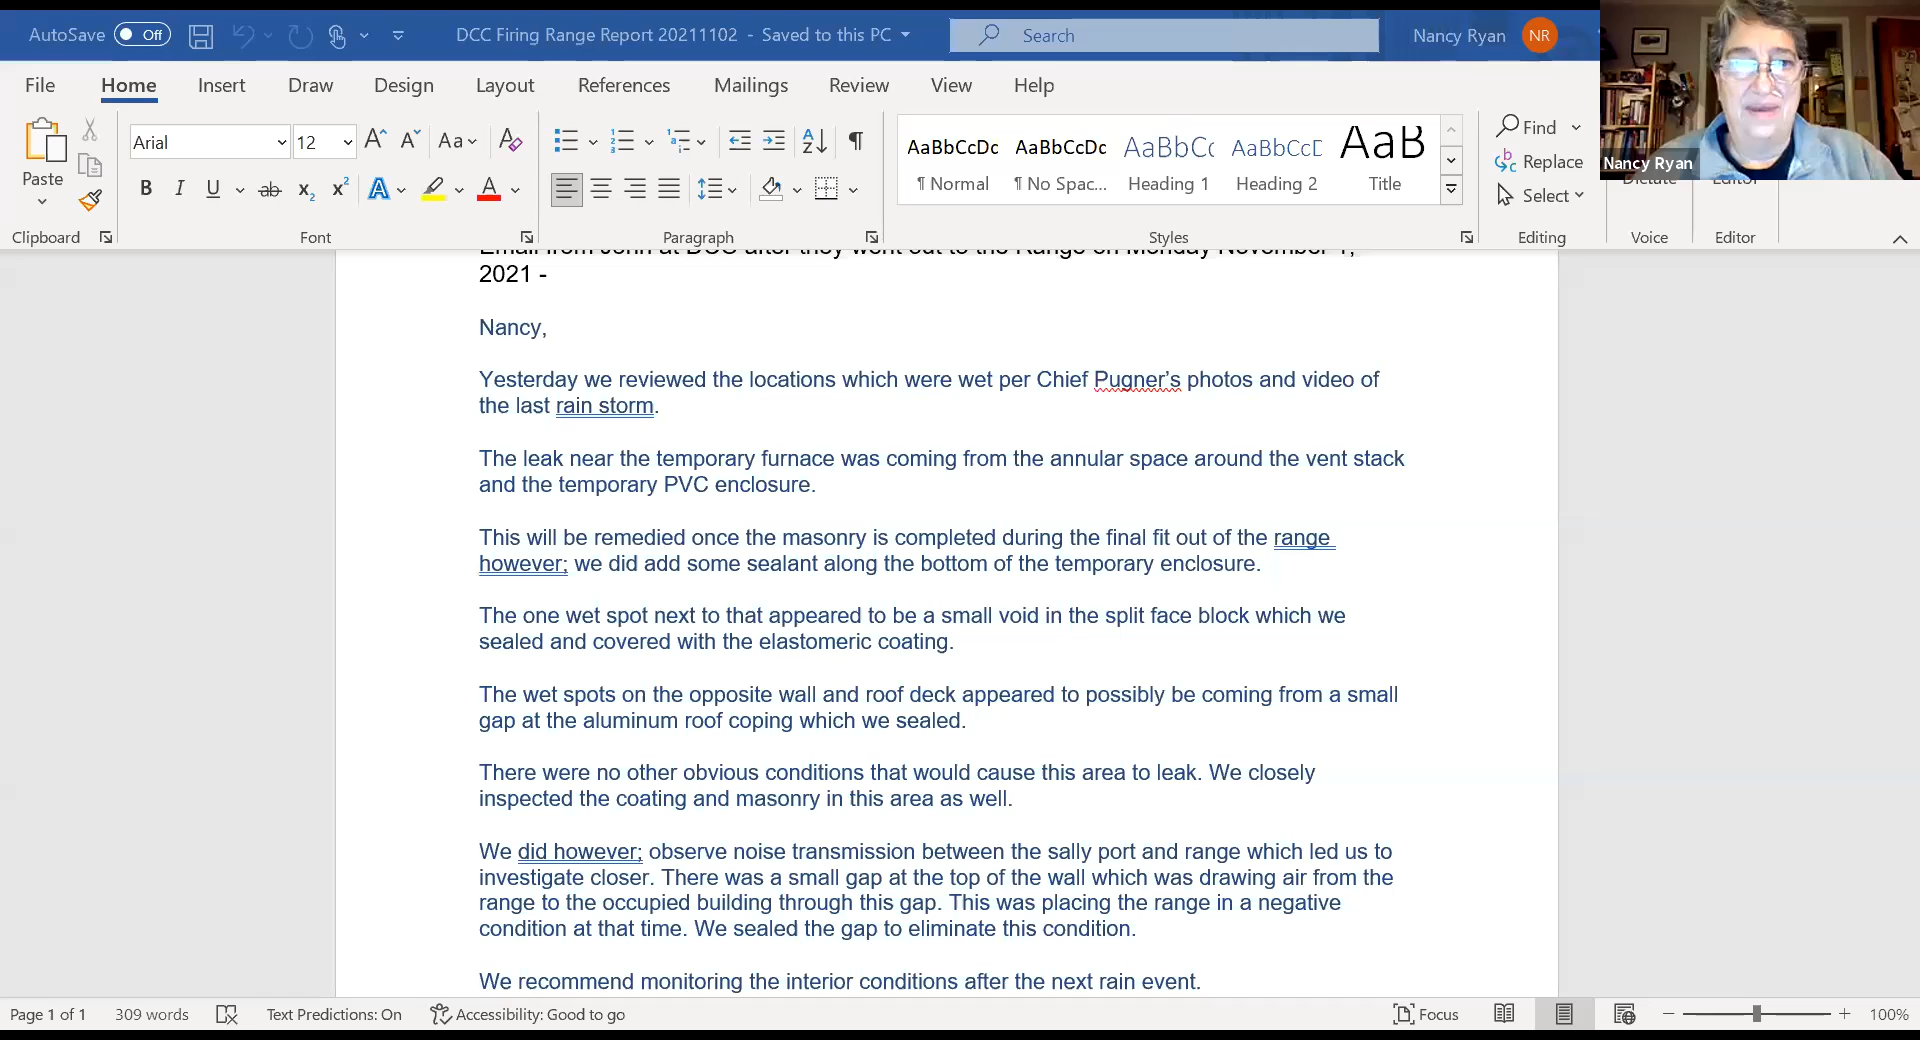 AutoSave Off DCC Firing Range Report 20211102 - Saved to this PC Search Nancy Ryan NR
File Home Insert Draw Design Layout References Mailings Review View Help
Paste
Arial 12 Aa
B I U ab x₂ x² A A
AaBbCcDc AaBbCcDc AaBbCc AaBbCcD AaB
¶ Normal ¶ No Spac... Heading 1 Heading 2 Title
Find
Replace
Select
Nancy Ryan
Dictate Editor
Clipboard Font Paragraph Styles Editing Voice Editor
Email from John at DCC after they went out to the Range on Monday November 1,
2021 -
Nancy,
Yesterday we reviewed the locations which were wet per Chief Pugner’s photos and video of
the last rain storm.
The leak near the temporary furnace was coming from the annular space around the vent stack
and the temporary PVC enclosure.
This will be remedied once the masonry is completed during the final fit out of the range
however; we did add some sealant along the bottom of the temporary enclosure.
The one wet spot next to that appeared to be a small void in the split face block which we
sealed and covered with the elastomeric coating.
The wet spots on the opposite wall and roof deck appeared to possibly be coming from a small
gap at the aluminum roof coping which we sealed.
There were no other obvious conditions that would cause this area to leak. We closely
inspected the coating and masonry in this area as well.
We did however; observe noise transmission between the sally port and range which led us to
investigate closer. There was a small gap at the top of the wall which was drawing air from the
range to the occupied building through this gap. This was placing the range in a negative
condition at that time. We sealed the gap to eliminate this condition.
We recommend monitoring the interior conditions after the next rain event.
Page 1 of 1 309 words Text Predictions: On Accessibility: Good to go Focus 100%